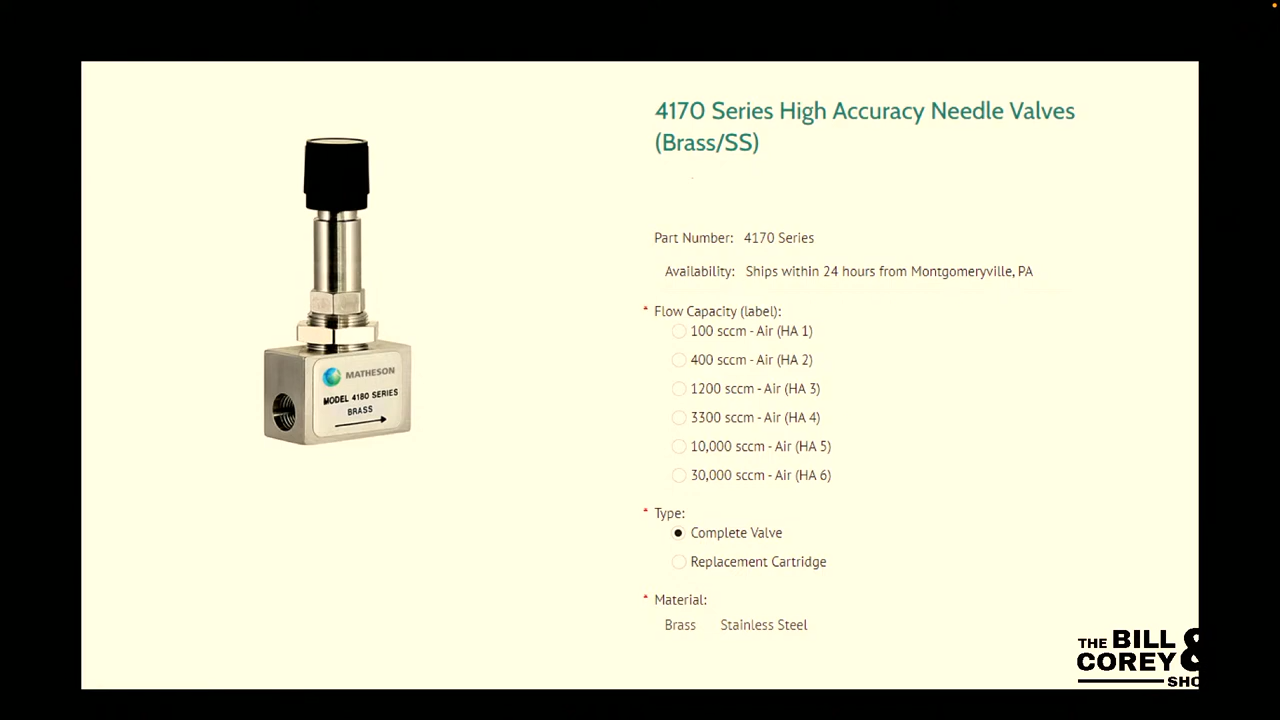 4170 Series High Accuracy Needle Valves
(Brass/SS)
Part Number: 4170 Series
Availability: Ships within 24 hours from Montgomeryville, PA
* Flow Capacity (label):
100 sccm - Air (HA 1)
400 sccm - Air (HA 2)
1200 sccm - Air (HA 3)
3300 sccm - Air (HA 4)
10,000 sccm - Air (HA 5)
30,000 sccm - Air (HA 6)
* Type:
Complete Valve
Replacement Cartridge
* Material:
Brass Stainless Steel
MATHESON
MODEL 4180 SERIES
BRASS
THE BILL &
COREY
SHO